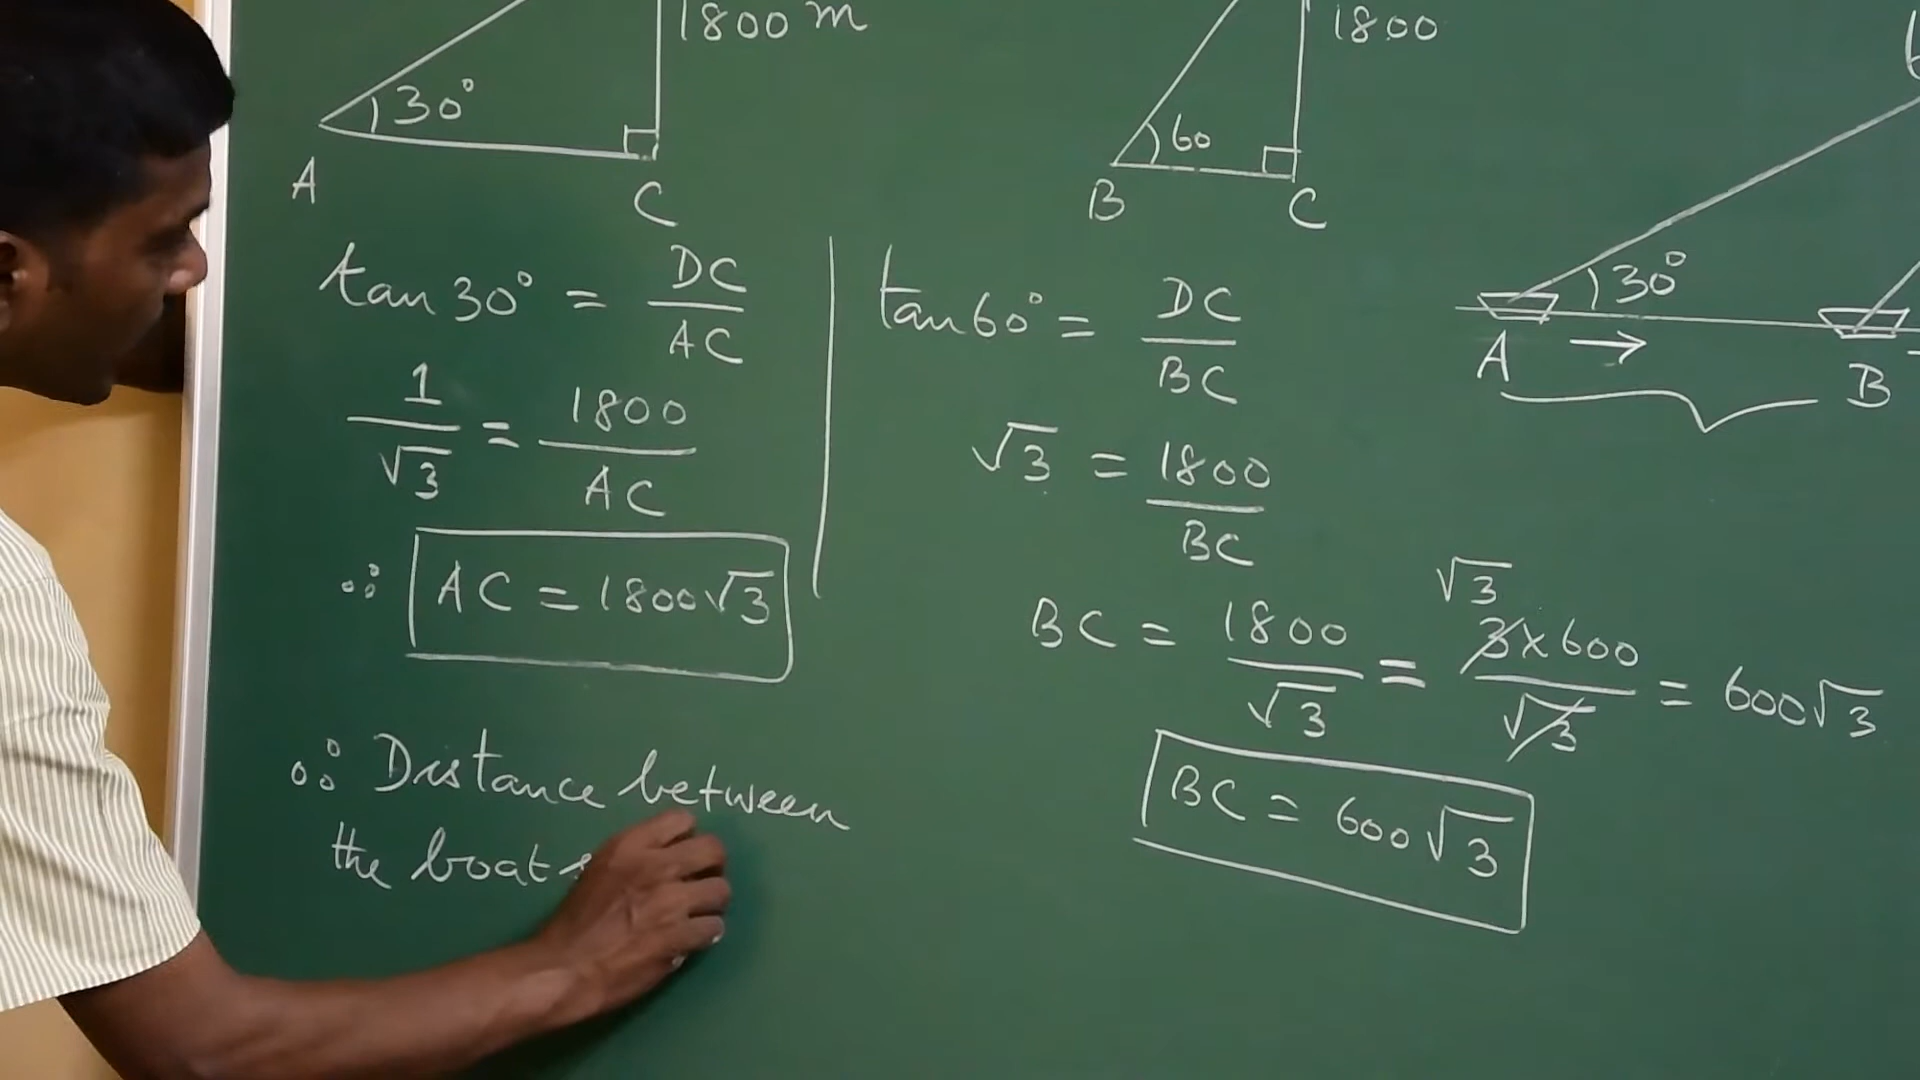 1800 m
30°
A
C
tan 30° = DC / AC
1 / √3 = 1800 / AC
∴ AC = 1800√3
∴ Distance between
the boats
1800
60
B
C
tan 60° = DC / BC
√3 = 1800 / BC
BC = 1800 / √3 = √3 3 × 600 / √3 = 600√3
BC = 600√3
30°
A →
B